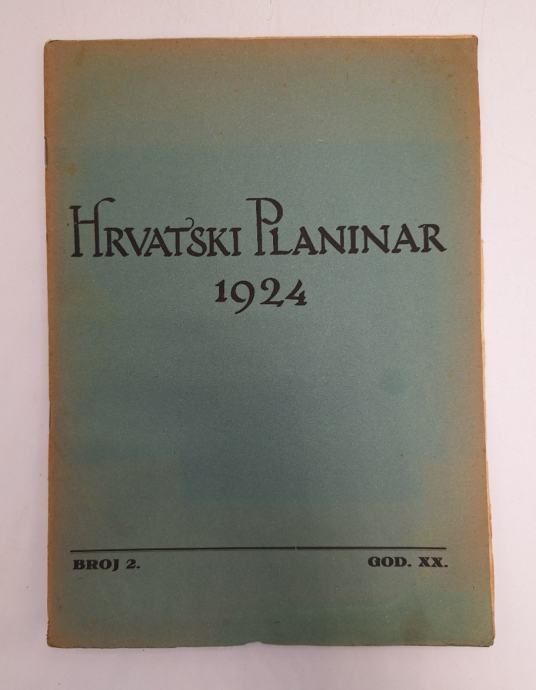 HRVATSKI PLANINAR
1924
BROJ 2. GOD. XX.